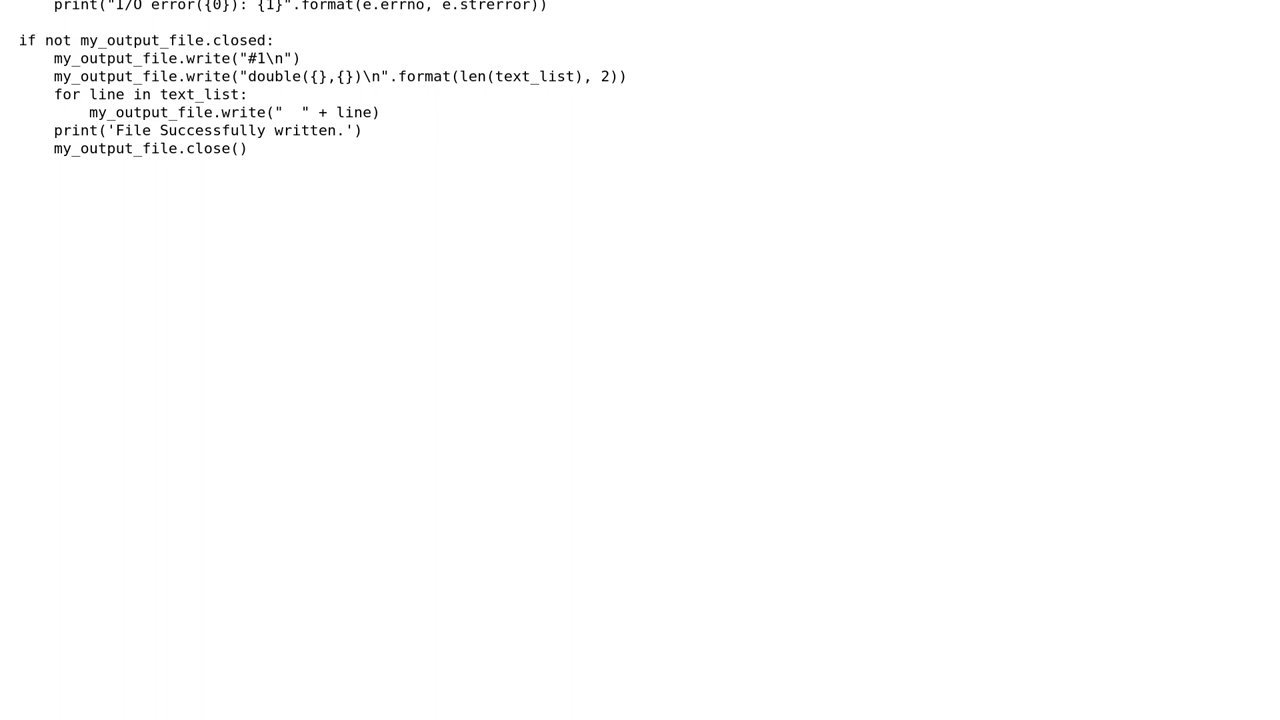 print("I/O error({0}): {1}".format(e.errno, e.strerror))

if not my_output_file.closed:
    my_output_file.write("#1\n")
    my_output_file.write("double({},{})\n".format(len(text_list), 2))
    for line in text_list:
        my_output_file.write("  " + line)
    print('File Successfully written.')
    my_output_file.close()